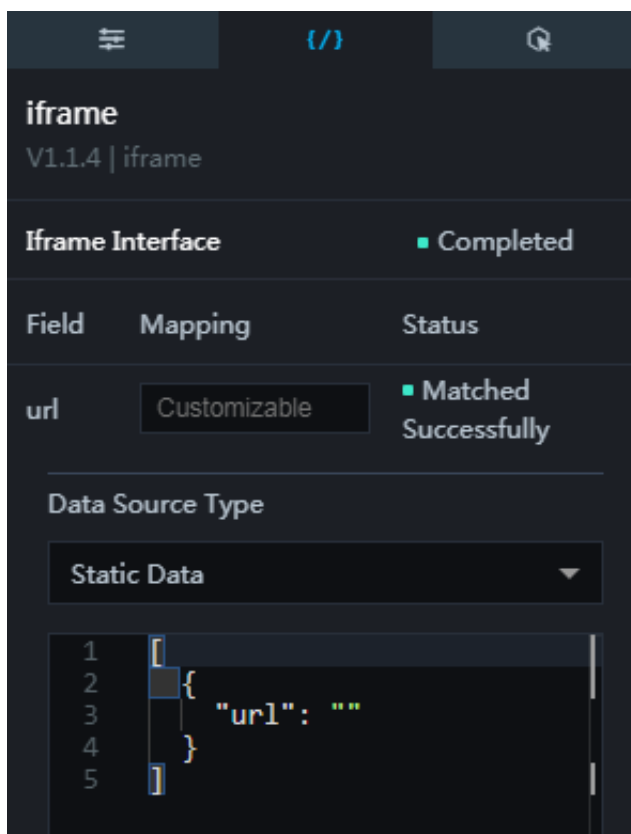 {/}
iframe
V1.1.4 | iframe
Iframe Interface Completed
Field Mapping Status
url Customizable Matched
Successfully
Data Source Type
Static Data
1 [
2 {
3 "url": ""
4 }
5 ]